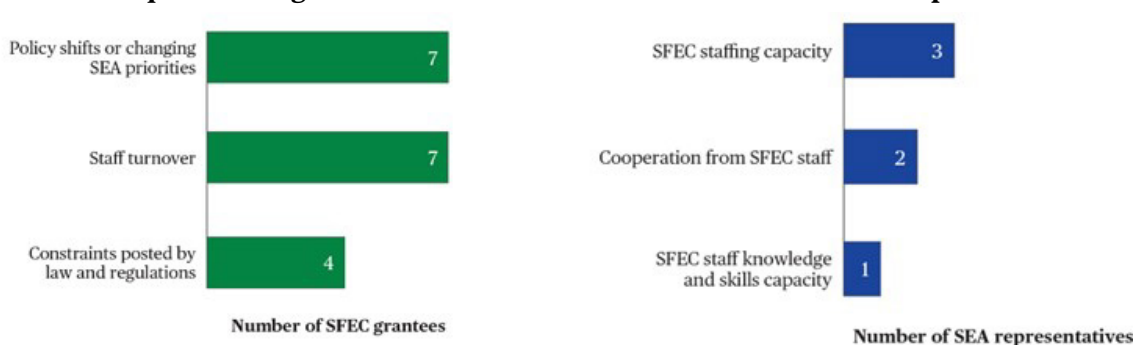 Policy shifts or changing
SEA priorities
7
Staff turnover
7
Constraints posted by
law and regulations
4
Number of SFEC grantees
SFEC staffing capacity
3
Cooperation from SFEC staff
2
SFEC staff knowledge
and skills capacity
1
Number of SEA representatives